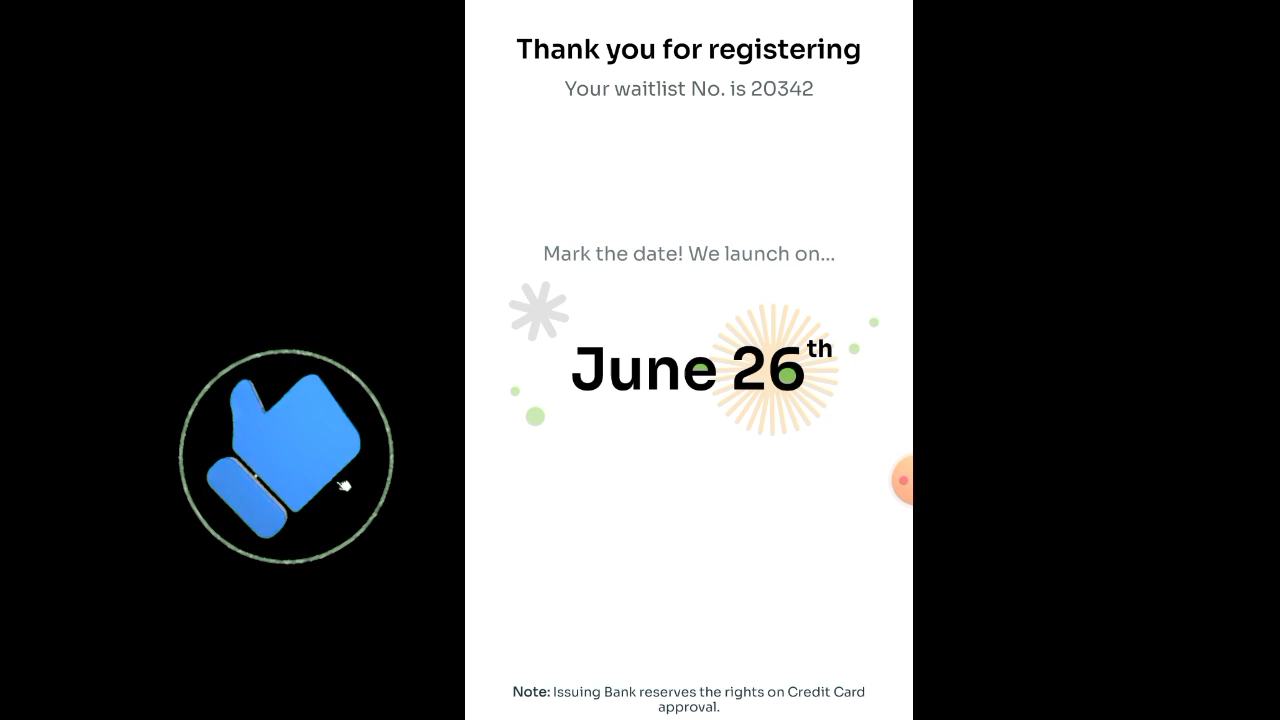 Thank you for registering
Your waitlist No. is 20342
Mark the date! We launch on...
June 26th
Note: Issuing Bank reserves the rights on Credit Card
approval.